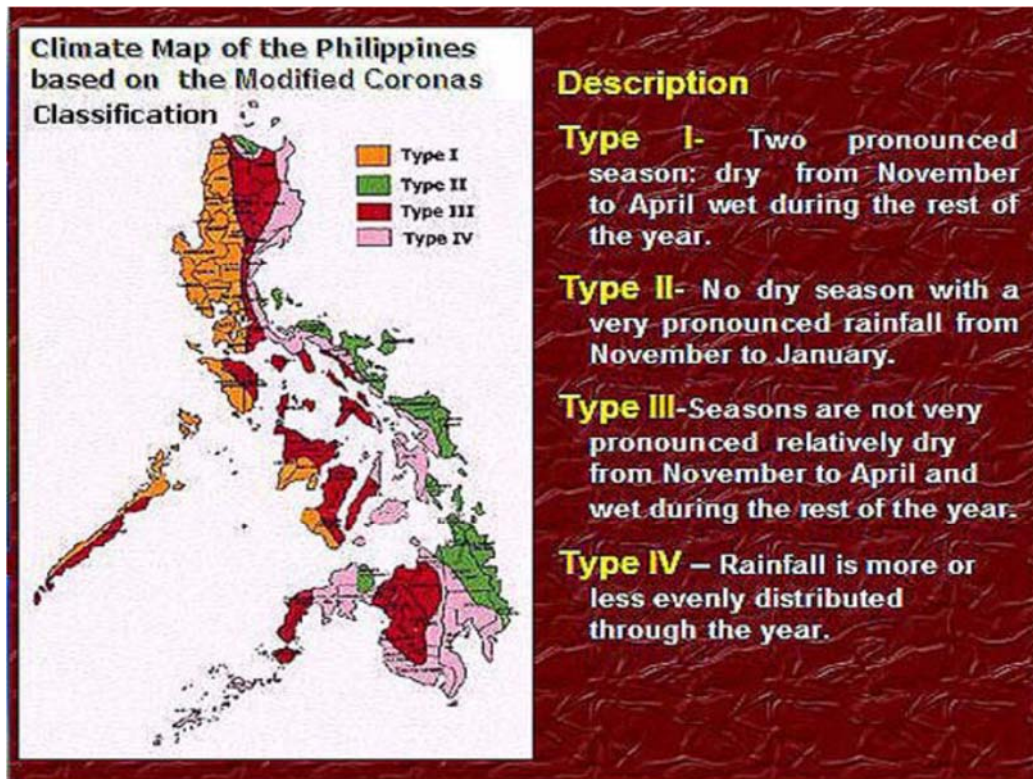 Climate Map of the Philippines
based on the Modified Coronas
Classification
Type I
Type II
Type III
Type IV
Description
Type I- Two pronounced
season: dry from November
to April wet during the rest of
the year.
Type II- No dry season with a
very pronounced rainfall from
November to January.
Type III-Seasons are not very
pronounced relatively dry
from November to April and
wet during the rest of the year.
Type IV – Rainfall is more or
less evenly distributed
through the year.